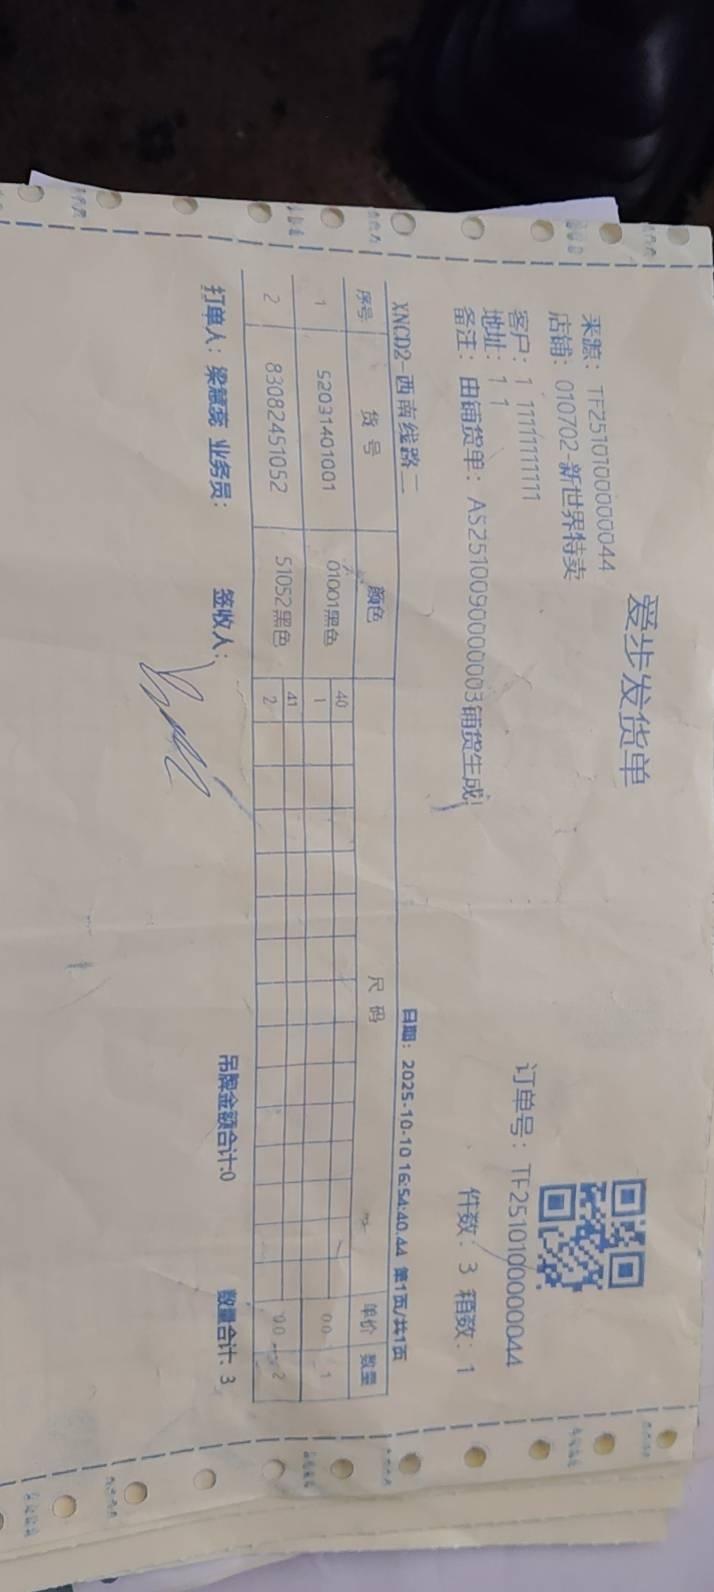 爱步发货单
来源：TF2510100000044
店铺：010702-新世界特卖
订单号：TF2510100000044
客户：1 11111111111
地址：1 1
件数：3 箱数：1
备注：由铺货单：AS2510090000003铺货生成!
XNCD2-西南线路二 日期：2025-10-10 16:54:40.44 第1页/共1页
序号 货号 颜色 尺码 单价 数量
40
1 52031401001 01001黑色 1 0.0 1
41
2 83082451052 51052黑色 2 0.0 2
打单人：梁慧蕊 业务员： 签收人： 吊牌金额合计:0 数量合计: 3